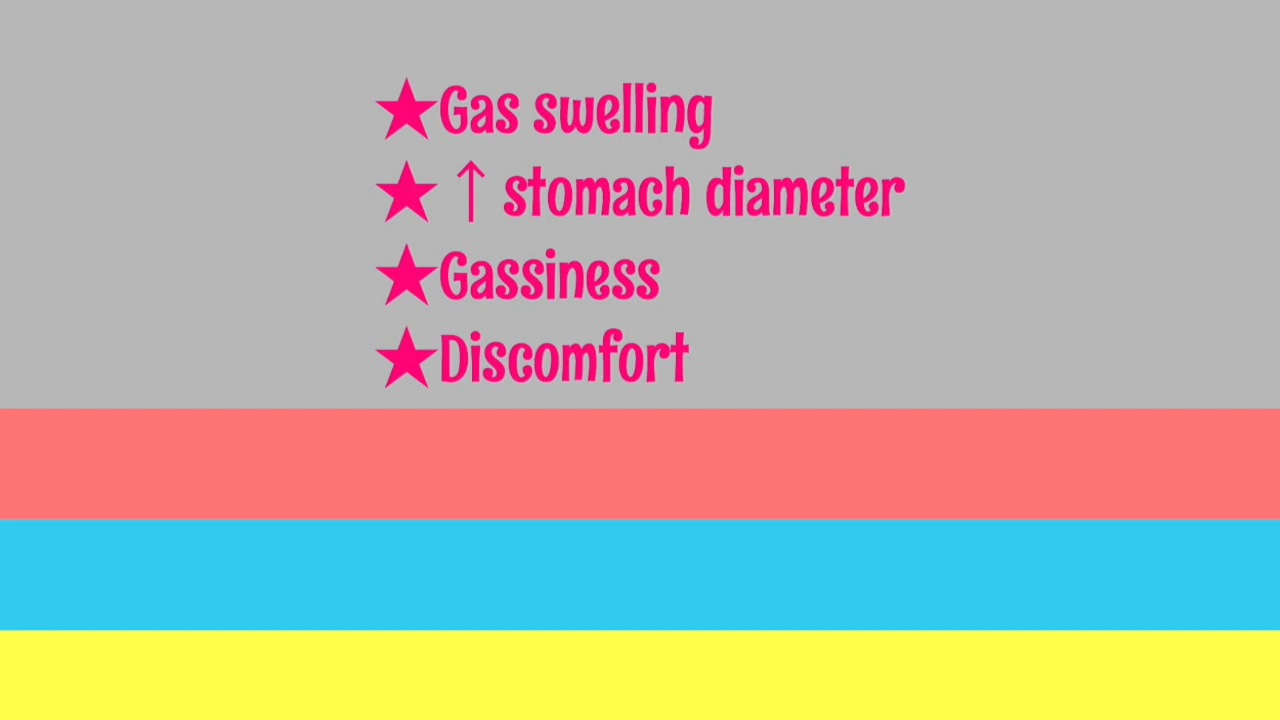 ★Gas swelling
★ ↑ stomach diameter
★Gassiness
★Discomfort